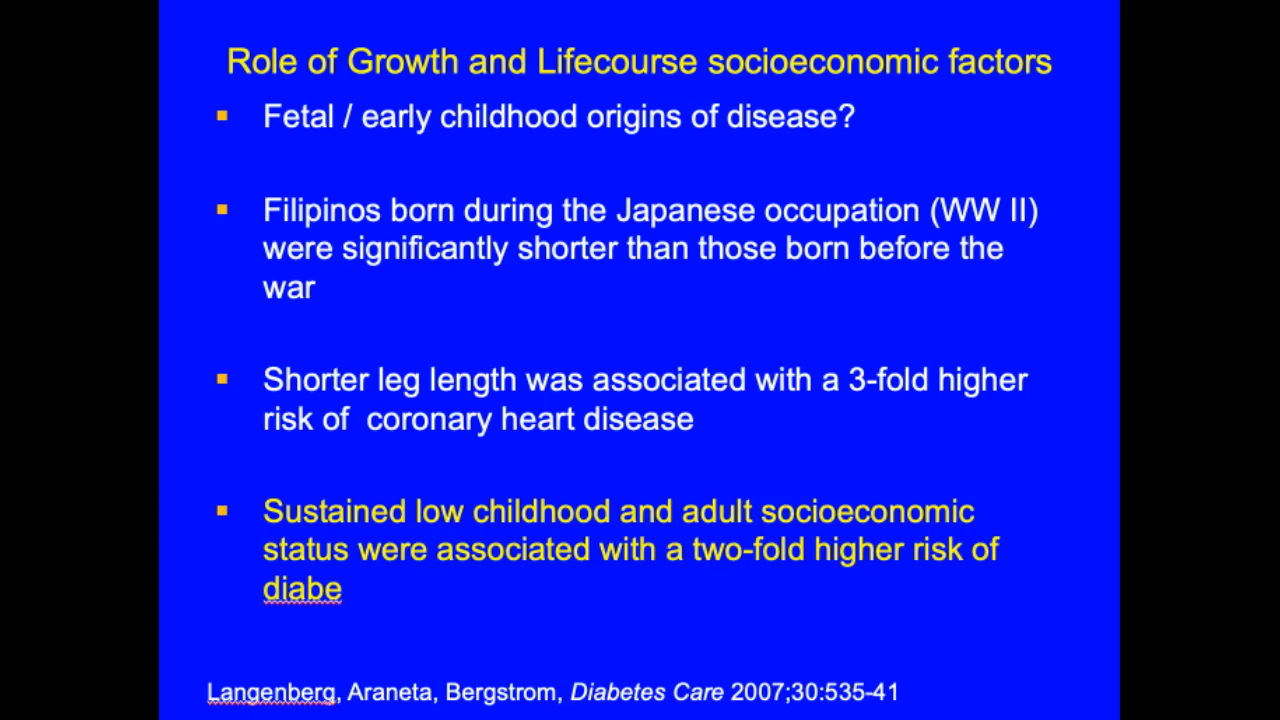 Role of Growth and Lifecourse socioeconomic factors
▪ Fetal / early childhood origins of disease?
▪ Filipinos born during the Japanese occupation (WW II)
were significantly shorter than those born before the
war
▪ Shorter leg length was associated with a 3-fold higher
risk of  coronary heart disease
▪ Sustained low childhood and adult socioeconomic
status were associated with a two-fold higher risk of
diabe
Langenberg, Araneta, Bergstrom, Diabetes Care 2007;30:535-41